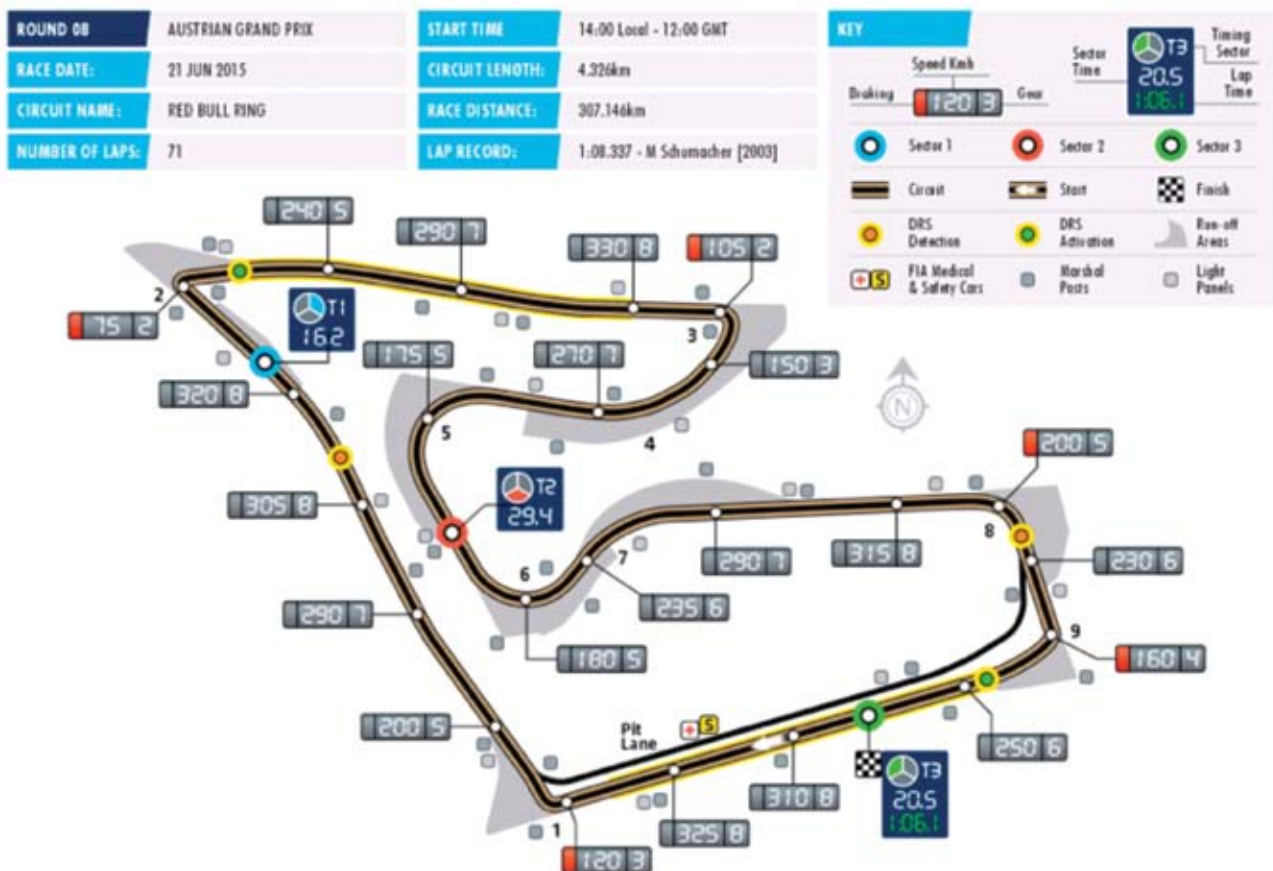 ROUND 08 AUSTRIAN GRAND PRIX START TIME 14:00 Local - 12:00 GMT
RACE DATE: 21 JUN 2015 CIRCUIT LENGTH: 4.326km
CIRCUIT NAME: RED BULL RING RACE DISTANCE: 307.146km
NUMBER OF LAPS: 71 LAP RECORD: 1:08.337 - M Schumacher [2003]
KEY
Speed Kmh
Braking 120 3 Gear
Sector Time
T3
20.5
1:06.1
Timing Sector
Lap Time
Sector 1 Sector 2 Sector 3
Circuit Start Finish
DRS Detection DRS Activation Run-off Areas
S FIA Medical & Safety Cars Marshal Posts Light Panels
240 5
290 7
330 8
105 2
2
75 2
T1
16.2
3
175 5
270 7
150 3
320 8
5
4
N
200 5
T2
29.4
305 8
8
7
290 7
315 8
230 6
6
235 6
290 7
9
180 5
160 4
200 5
Pit Lane
S
250 6
T3
20.5
1:06.1
310 8
325 8
1
120 3